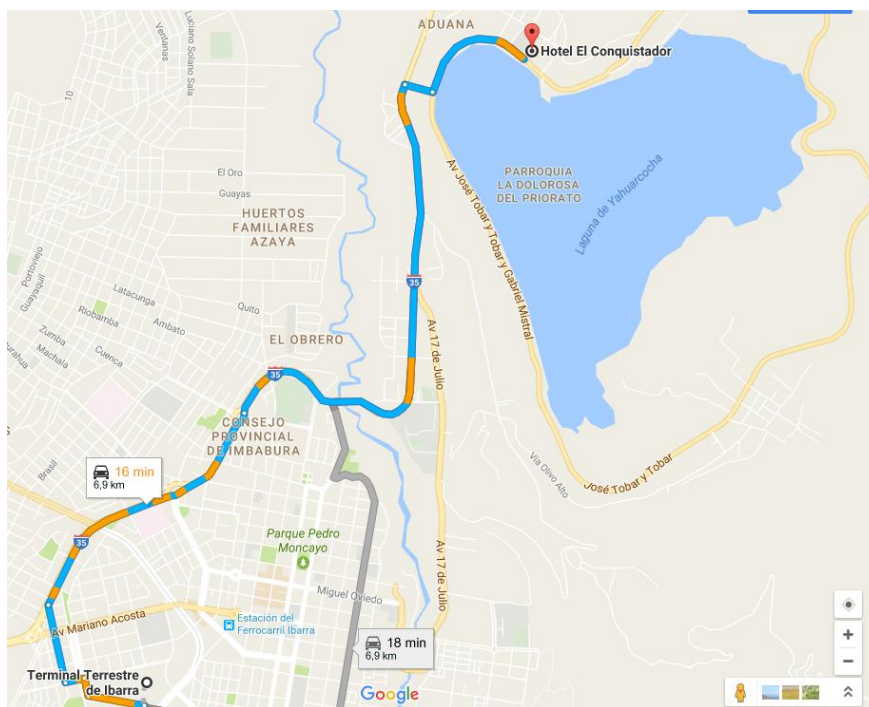 ADUANA
Hotel El Conquistador
Luciano Solano Sala
Ventanas
10
El Oro
Guayas
PARROQUIA
LA DOLOROSA
DEL PRIORATO
Laguna de Yahuarcocha
Av José Tobar y Tobar y Gabriel Mistral
HUERTOS
FAMILIARES
AZAYA
Portoviejo
Guayaquil
Latacunga
Riobamba
Ambato
Quito
Zumba
Machala
Cuenca
35
EL OBRERO
Av 17 de Julio
35
CONSEJO
PROVINCIAL
DE IMBABURA
Brasil
16 min
6,9 km
Vía Olivo Alto
José Tobar y Tobar
35
Parque Pedro
Moncayo
Av 17 de Julio
Miguel Oviedo
Av Mariano Acosta
Estación del
Ferrocarril Ibarra
18 min
6,9 km
Terminal Terrestre
de Ibarra
Google